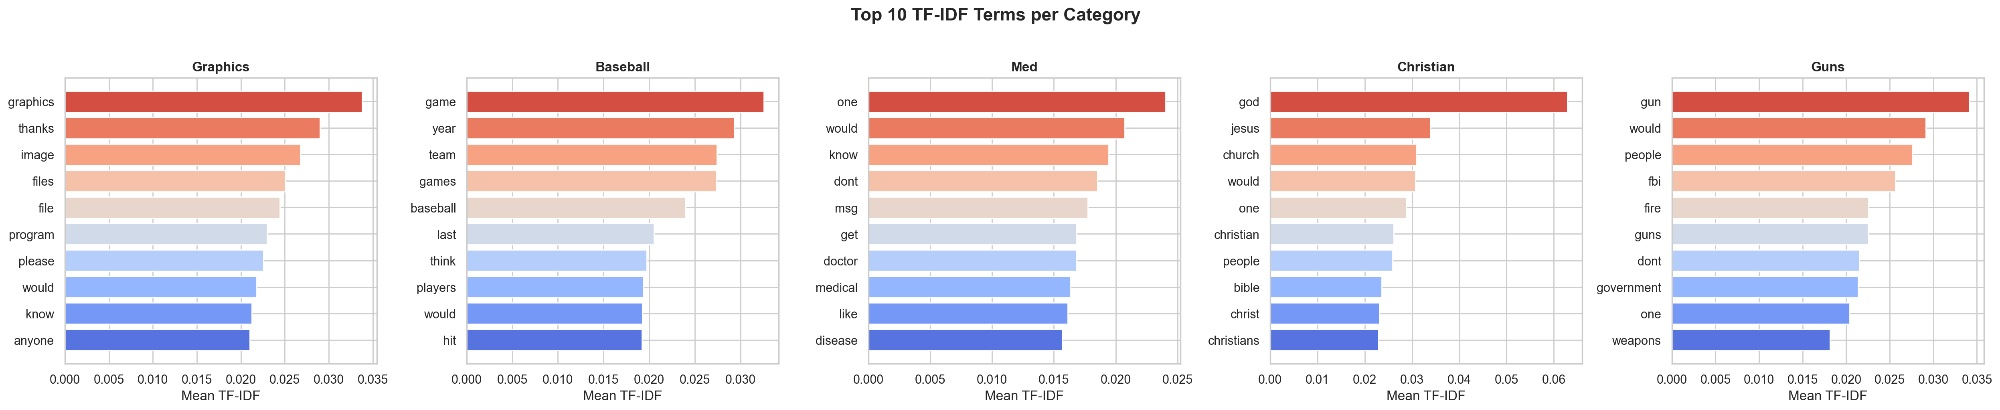 Top 10 TF-IDF Terms per Category
Graphics
graphics
thanks
image
files
file
program
please
would
know
anyone
0.000 0.005 0.010 0.015 0.020 0.025 0.030 0.035
Mean TF-IDF
Baseball
game
year
team
games
baseball
last
think
players
would
hit
0.000 0.005 0.010 0.015 0.020 0.025 0.030
Mean TF-IDF
Med
one
would
know
dont
msg
get
doctor
medical
like
disease
0.000 0.005 0.010 0.015 0.020 0.025
Mean TF-IDF
Christian
god
jesus
church
would
one
christian
people
bible
christ
christians
0.00 0.01 0.02 0.03 0.04 0.05 0.06
Mean TF-IDF
Guns
gun
would
people
fbi
fire
guns
dont
government
one
weapons
0.000 0.005 0.010 0.015 0.020 0.025 0.030 0.035
Mean TF-IDF